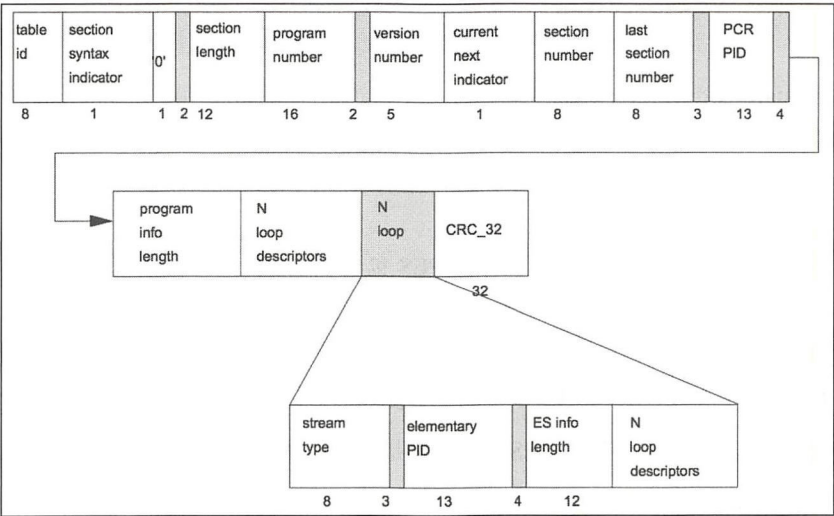 table section section program version current section last PCR
id syntax '0' length number number next number section PID
indicator indicator number
8 1 1 2 12 16 2 5 1 8 8 3 13 4
program N N
info loop loop CRC_32
length descriptors
32
stream elementary ES info N
type PID length loop
descriptors
8 3 13 4 12